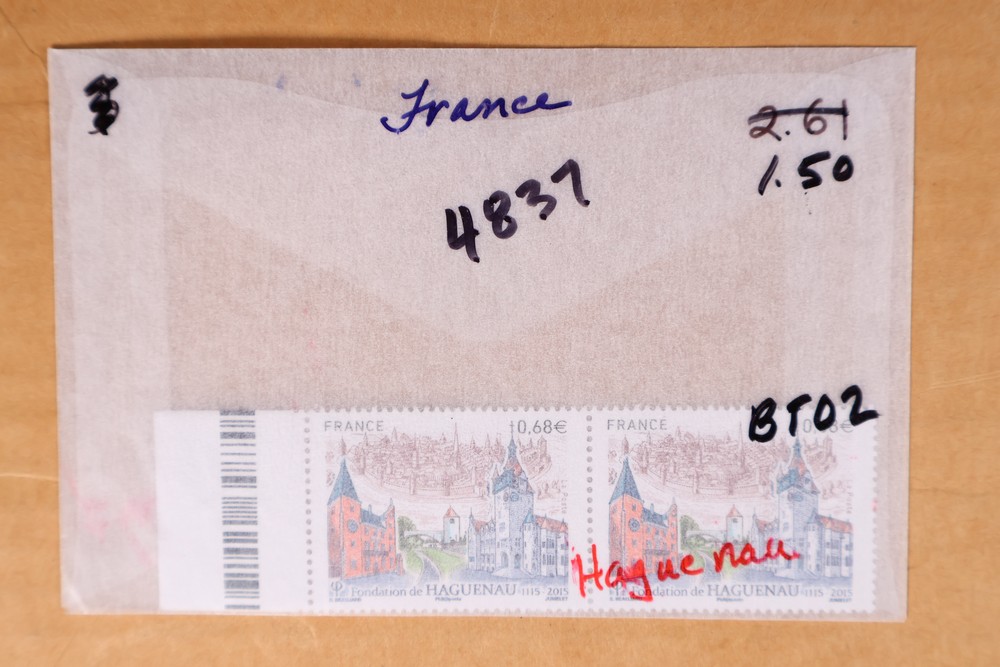 France
2.61
1.50
4837
BT02
FRANCE 0,68€
FRANCE
Haguenau
Fondation de HAGUENAU 1115-2015
La Fondation de HAGUENAU 1115-2015